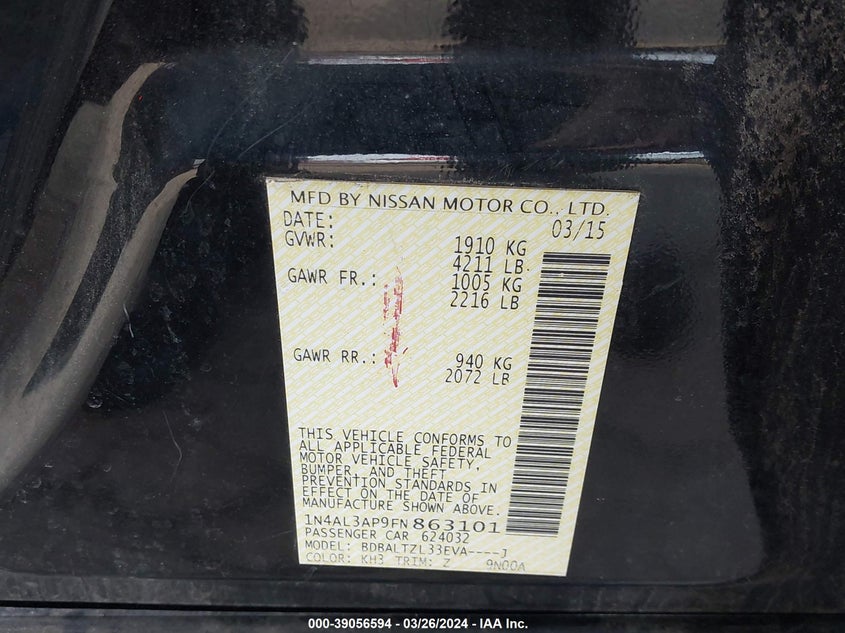 MFD BY NISSAN MOTOR CO., LTD.
DATE: 03/15
GVWR: 1910 KG
4211 LB
GAWR FR.: 1005 KG
2216 LB
GAWR RR.: 940 KG
2072 LB
THIS VEHICLE CONFORMS TO
ALL APPLICABLE FEDERAL
MOTOR VEHICLE SAFETY,
BUMPER, AND THEFT
PREVENTION STANDARDS IN
EFFECT ON THE DATE OF
MANUFACTURE SHOWN ABOVE.
1N4AL3AP9FN863101
PASSENGER CAR 624032
MODEL: BDBALTZL33EVA----J
COLOR: KH3 TRIM: Z 9N00A
000-39056594 — 03/26/2024 — IAA Inc.